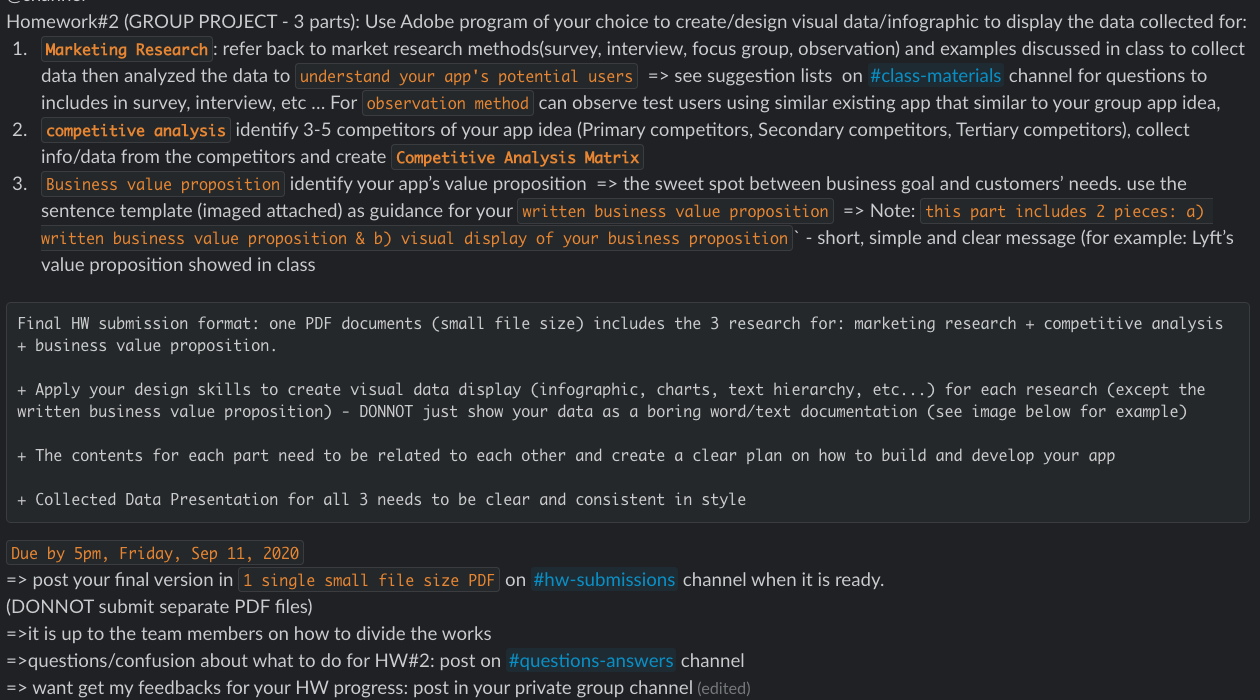 @channel
Homework#2 (GROUP PROJECT - 3 parts): Use Adobe program of your choice to create/design visual data/infographic to display the data collected for:
1. Marketing Research: refer back to market research methods(survey, interview, focus group, observation) and examples discussed in class to collect
data then analyzed the data to understand your app's potential users => see suggestion lists on #class-materials channel for questions to
includes in survey, interview, etc ... For observation method can observe test users using similar existing app that similar to your group app idea,
2. competitive analysis identify 3-5 competitors of your app idea (Primary competitors, Secondary competitors, Tertiary competitors), collect
info/data from the competitors and create Competitive Analysis Matrix
3. Business value proposition identify your app's value proposition => the sweet spot between business goal and customers' needs. use the
sentence template (imaged attached) as guidance for your written business value proposition => Note: this part includes 2 pieces: a)
written business value proposition & b) visual display of your business proposition` - short, simple and clear message (for example: Lyft's
value proposition showed in class
Final HW submission format: one PDF documents (small file size) includes the 3 research for: marketing research + competitive analysis
+ business value proposition.
+ Apply your design skills to create visual data display (infographic, charts, text hierarchy, etc...) for each research (except the
written business value proposition) - DONNOT just show your data as a boring word/text documentation (see image below for example)
+ The contents for each part need to be related to each other and create a clear plan on how to build and develop your app
+ Collected Data Presentation for all 3 needs to be clear and consistent in style
Due by 5pm, Friday, Sep 11, 2020
=> post your final version in 1 single small file size PDF on #hw-submissions channel when it is ready.
(DONNOT submit separate PDF files)
=>it is up to the team members on how to divide the works
=>questions/confusion about what to do for HW#2: post on #questions-answers channel
=> want get my feedbacks for your HW progress: post in your private group channel (edited)